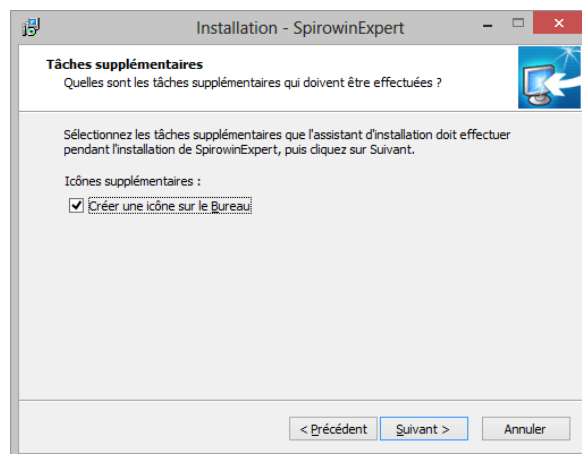 Installation - SpirowinExpert
Tâches supplémentaires
Quelles sont les tâches supplémentaires qui doivent être effectuées ?
Sélectionnez les tâches supplémentaires que l'assistant d'installation doit effectuer
pendant l'installation de SpirowinExpert, puis cliquez sur Suivant.
Icônes supplémentaires :
Créer une icône sur le Bureau
< Précédent Suivant > Annuler